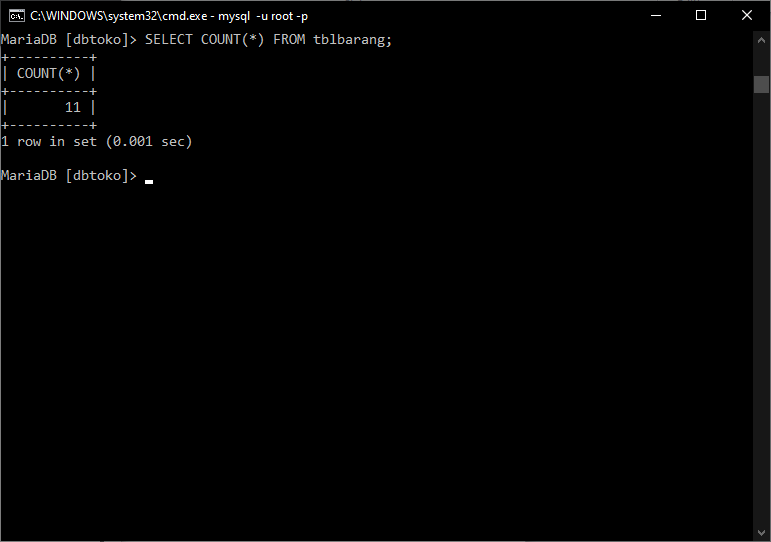 C:\WINDOWS\system32\cmd.exe - mysql  -u root -p
MariaDB [dbtoko]> SELECT COUNT(*) FROM tblbarang;
+----------+
| COUNT(*) |
+----------+
|       11 |
+----------+
1 row in set (0.001 sec)
MariaDB [dbtoko]>